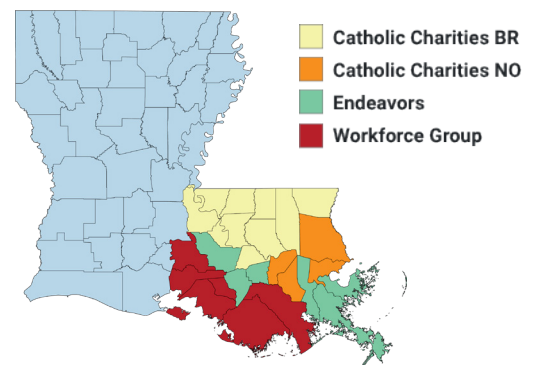 Catholic Charities BR
Catholic Charities NO
Endeavors
Workforce Group